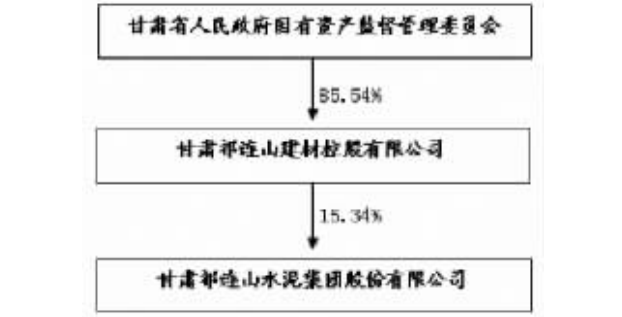 甘肃省人民政府国有资产监督管理委员会
85.54%
甘肃祁连山建材控股有限公司
15.34%
甘肃祁连山水泥集团股份有限公司